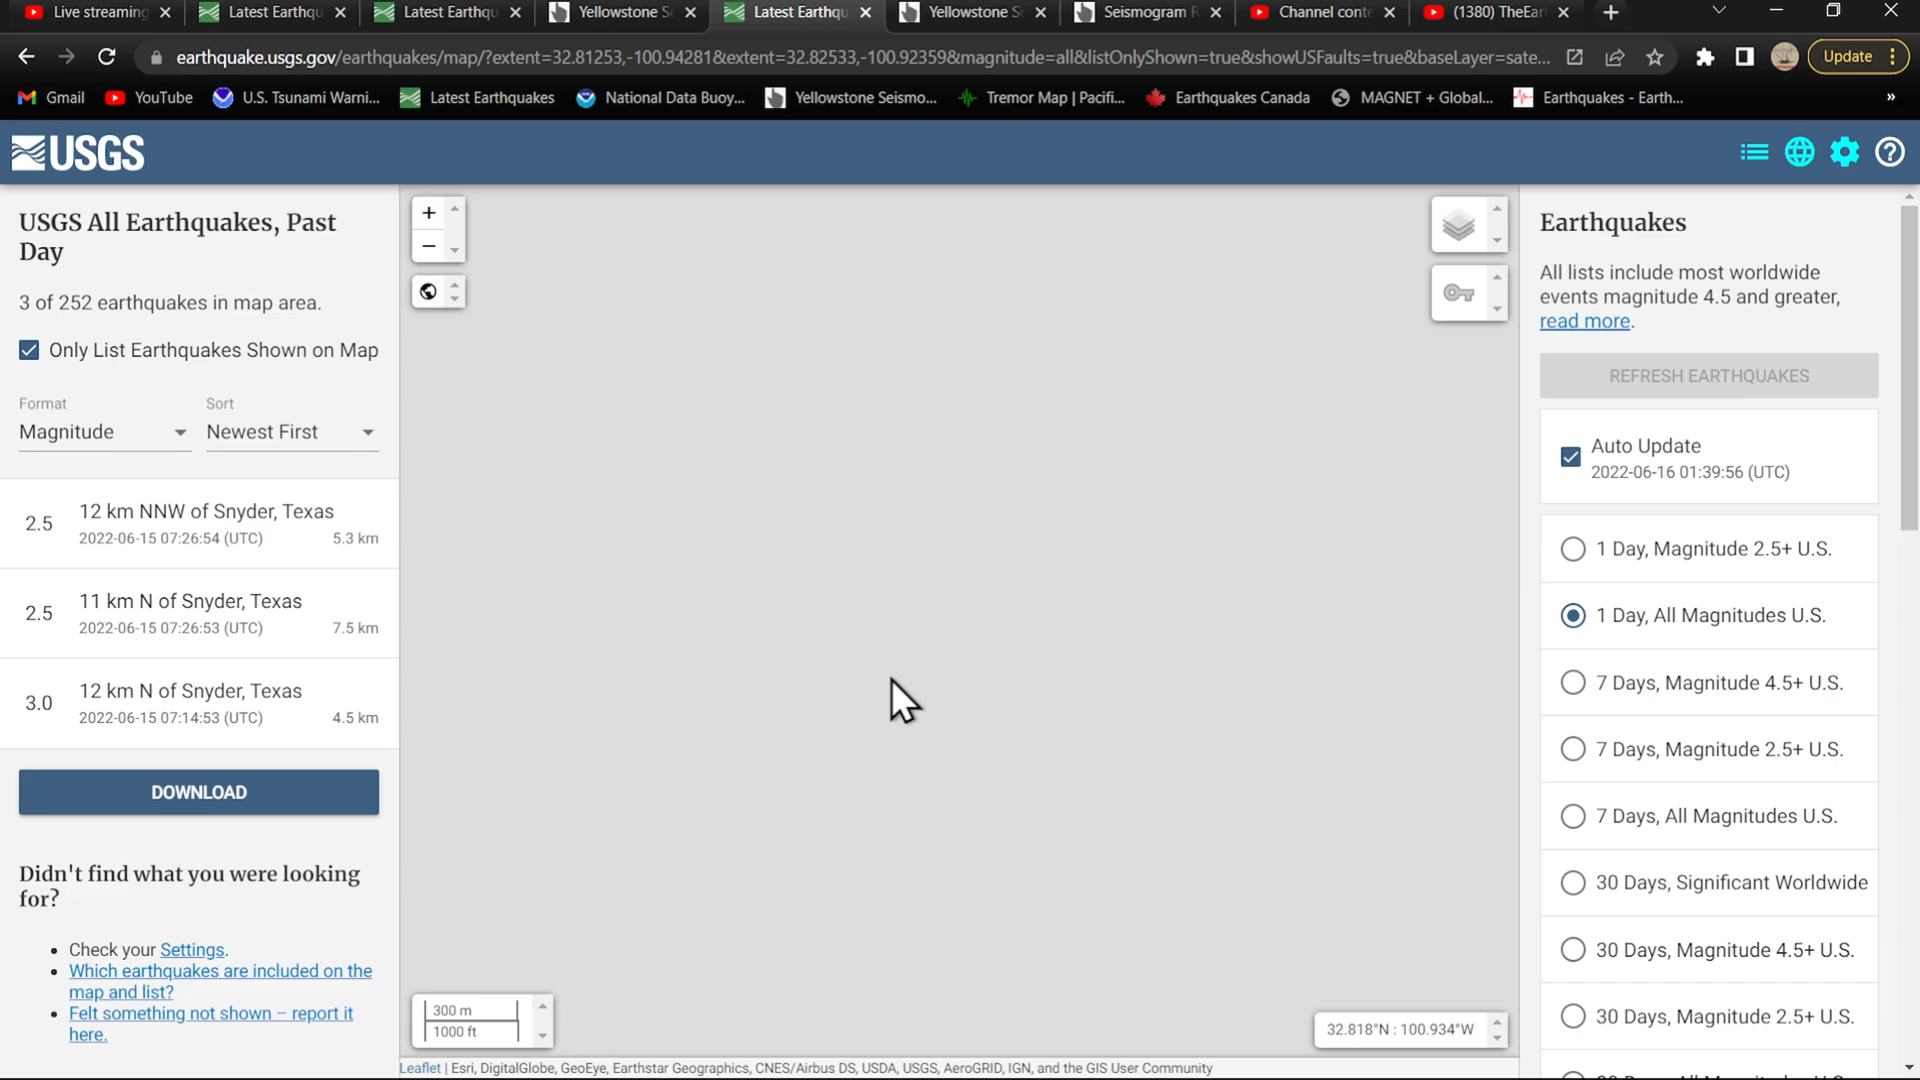 Live streaming
Latest Earthqu
Latest Earthqu
Yellowstone S
Latest Earthqu
Yellowstone S
Seismogram R
Channel conte
(1380) TheEar
earthquake.usgs.gov/earthquakes/map/?extent=32.81253,-100.94281&extent=32.82533,-100.92359&magnitude=all&listOnlyShown=true&showUSFaults=true&baseLayer=sate...
Update
Gmail
YouTube
U.S. Tsunami Warni...
Latest Earthquakes
National Data Buoy...
Yellowstone Seismo...
Tremor Map | Pacifi...
Earthquakes Canada
MAGNET + Global...
Earthquakes - Earth...
»
USGS
USGS All Earthquakes, Past
Day
3 of 252 earthquakes in map area.
Only List Earthquakes Shown on Map
Format
Sort
Magnitude
Newest First
2.5
12 km NNW of Snyder, Texas
2022-06-15 07:26:54 (UTC)
5.3 km
2.5
11 km N of Snyder, Texas
2022-06-15 07:26:53 (UTC)
7.5 km
3.0
12 km N of Snyder, Texas
2022-06-15 07:14:53 (UTC)
4.5 km
DOWNLOAD
Didn't find what you were looking
for?
• Check your Settings.
• Which earthquakes are included on the
map and list?
• Felt something not shown – report it
here.
+
−
300 m
1000 ft
32.818°N : 100.934°W
Leaflet | Esri, DigitalGlobe, GeoEye, Earthstar Geographics, CNES/Airbus DS, USDA, USGS, AeroGRID, IGN, and the GIS User Community
Earthquakes
All lists include most worldwide
events magnitude 4.5 and greater,
read more.
REFRESH EARTHQUAKES
Auto Update
2022-06-16 01:39:56 (UTC)
1 Day, Magnitude 2.5+ U.S.
1 Day, All Magnitudes U.S.
7 Days, Magnitude 4.5+ U.S.
7 Days, Magnitude 2.5+ U.S.
7 Days, All Magnitudes U.S.
30 Days, Significant Worldwide
30 Days, Magnitude 4.5+ U.S.
30 Days, Magnitude 2.5+ U.S.